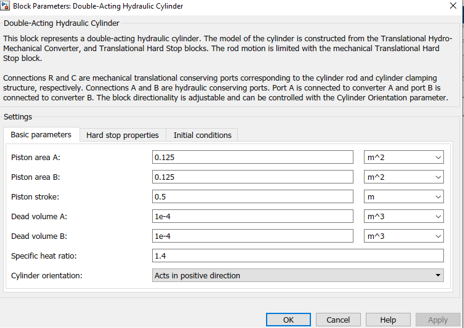 Block Parameters: Double-Acting Hydraulic Cylinder
Double-Acting Hydraulic Cylinder
This block represents a double-acting hydraulic cylinder. The model of the cylinder is constructed from the Translational Hydro-
Mechanical Converter, and Translational Hard Stop blocks. The rod motion is limited with the mechanical Translational Hard
Stop block.
Connections R and C are mechanical translational conserving ports corresponding to the cylinder rod and cylinder clamping
structure, respectively. Connections A and B are hydraulic conserving ports. Port A is connected to converter A and port B is
connected to converter B. The block directionality is adjustable and can be controlled with the Cylinder Orientation parameter.
Settings
Basic parameters Hard stop properties Initial conditions
Piston area A: 0.125 m^2
Piston area B: 0.125 m^2
Piston stroke: 0.5 m
Dead volume A: 1e-4 m^3
Dead volume B: 1e-4 m^3
Specific heat ratio: 1.4
Cylinder orientation: Acts in positive direction
OK Cancel Help Apply